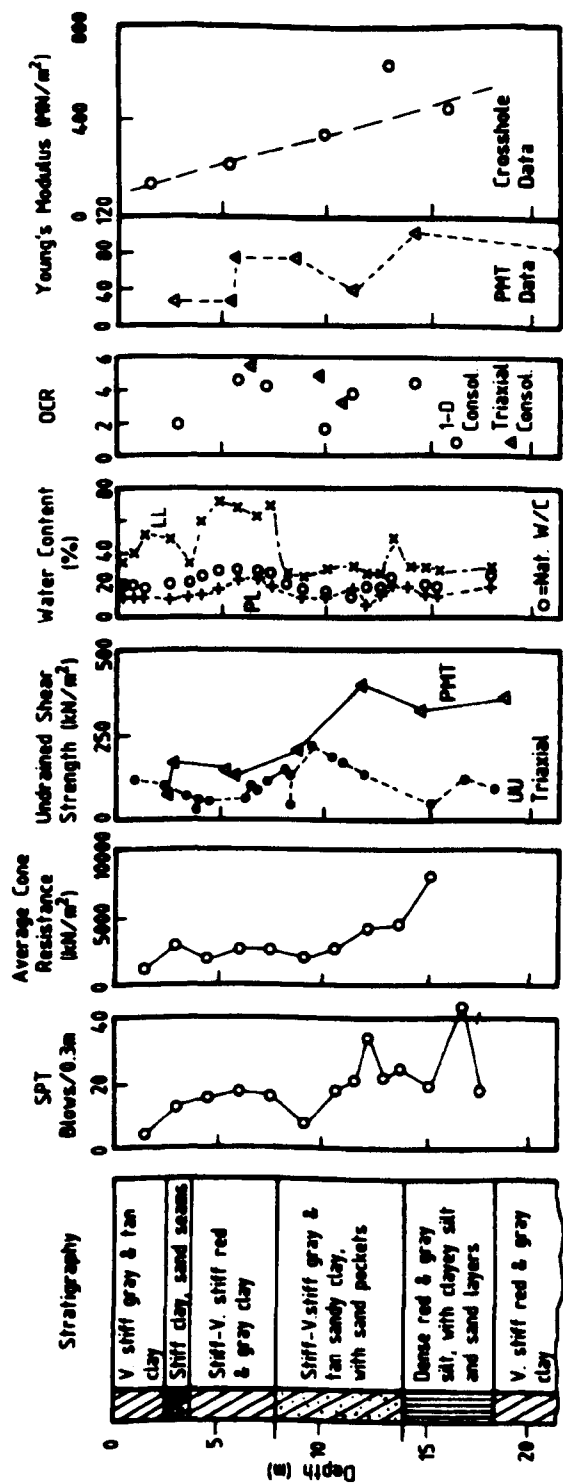 Depth (m)
0
5
10
15
20
Stratigraphy
V. stiff gray & tan
clay
Stiff clay, sand seams
Stiff-V. stiff red
& gray clay
Stiff-V.stiff gray &
tan sandy clay,
with sand pockets
Dense red & gray
silt, with clayey silt
and sand layers
V. stiff red & gray
clay
SPT
Blows/0.3m
0
20
40
Average Cone
Resistance
(kN/m²)
0
5000
10000
Undrained Shear
Strength (kN/m²)
0
250
500
PMT
UU
Triaxial
Water Content
(%)
0
20
40
80
LL
PL
O=Nat. W/C
OCR
0
2
4
6
1-D
Consol.
Triaxial
Consol.
Young's Modulus (MN/m²)
0
40
80
120
PMT
Data
0
400
800
Crosshole
Data